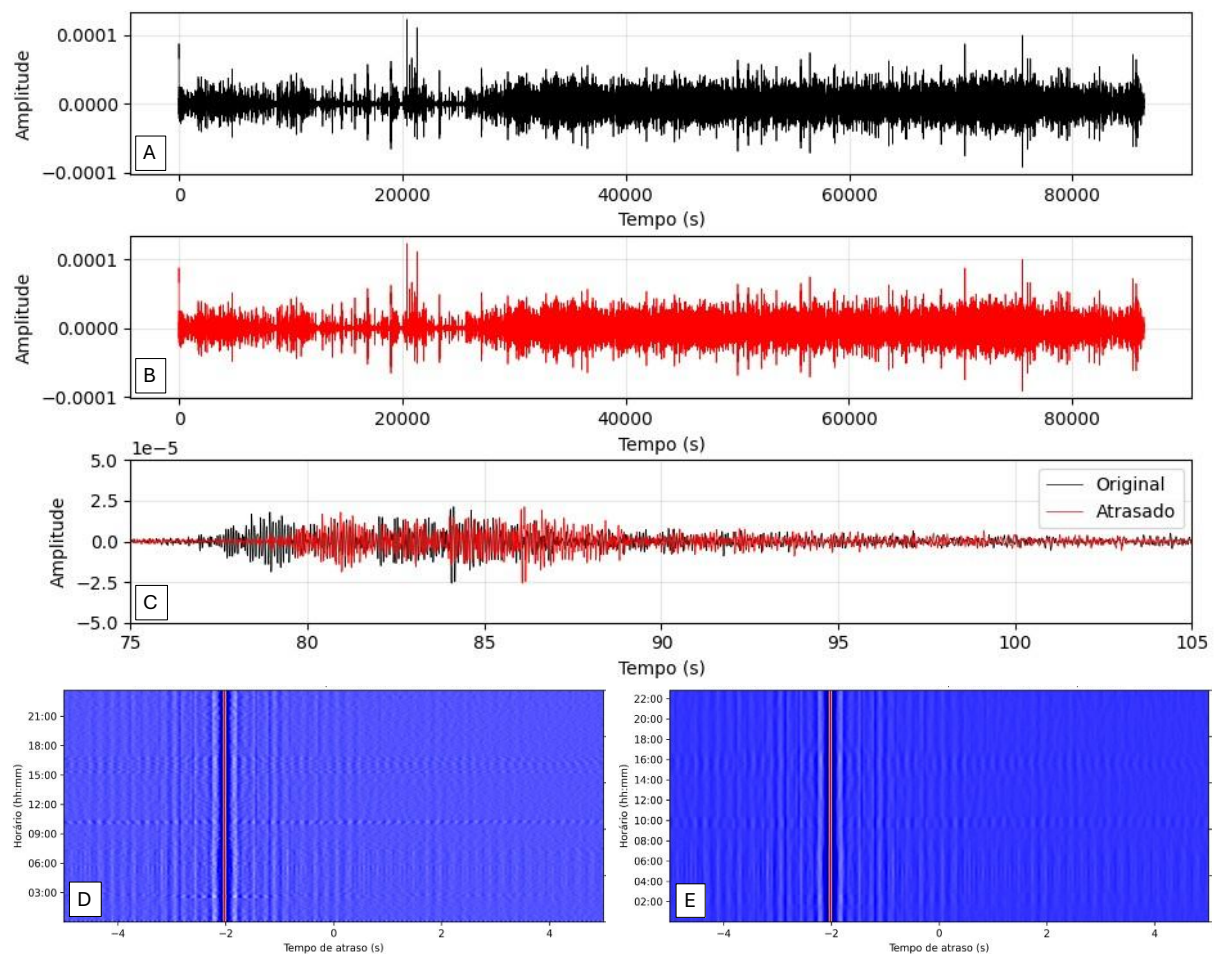 0.0001
0.0000
−0.0001
Amplitude
A
0 20000 40000 60000 80000
Tempo (s)
0.0001
0.0000
−0.0001
Amplitude
B
0 20000 40000 60000 80000
Tempo (s)
1e−5
5.0
2.5
0.0
−2.5
−5.0
Amplitude
C
Original
Atrasado
75 80 85 90 95 100 105
Tempo (s)
21:00
18:00
15:00
12:00
09:00
06:00
03:00
Horário (hh:mm)
D
−4 −2 0 2 4
Tempo de atraso (s)
22:00
20:00
18:00
16:00
14:00
12:00
10:00
08:00
06:00
04:00
02:00
Horário (hh:mm)
E
−4 −2 0 2 4
Tempo de atraso (s)